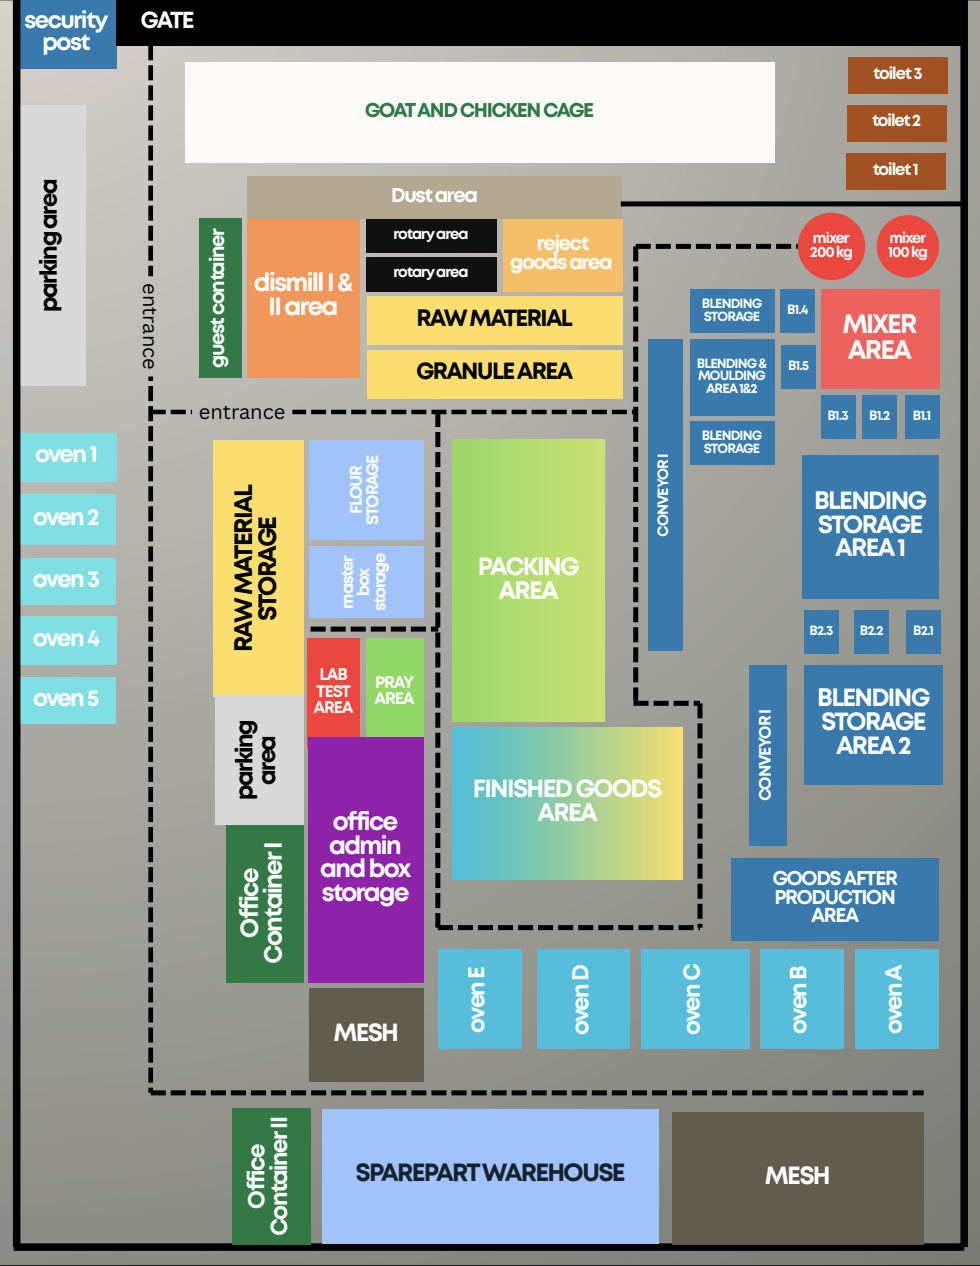 security
post
GATE
GOAT AND CHICKEN CAGE
toilet 3
toilet 2
toilet 1
parking area
entrance
Dust area
guest container
dismill I &
II area
rotary area
rotary area
reject
goods area
RAW MATERIAL
GRANULE AREA
mixer
200 kg
mixer
100 kg
BLENDING
STORAGE
B1.4
MIXER
AREA
BLENDING &
MOULDING
AREA 1&2
B1.5
B1.3
B1.2
B1.1
BLENDING
STORAGE
CONVEYOR I
entrance
oven 1
oven 2
oven 3
oven 4
oven 5
RAW MATERIAL
STORAGE
FLOUR
STORAGE
master
box
storage
PACKING
AREA
BLENDING
STORAGE
AREA 1
B2.3
B2.2
B2.1
LAB
TEST
AREA
PRAY
AREA
BLENDING
STORAGE
AREA 2
CONVEYOR I
parking
area
FINISHED GOODS
AREA
office
admin
and box
storage
Office
Container I
GOODS AFTER
PRODUCTION
AREA
oven E
oven D
oven C
oven B
oven A
MESH
Office
Container II
SPAREPART WAREHOUSE
MESH